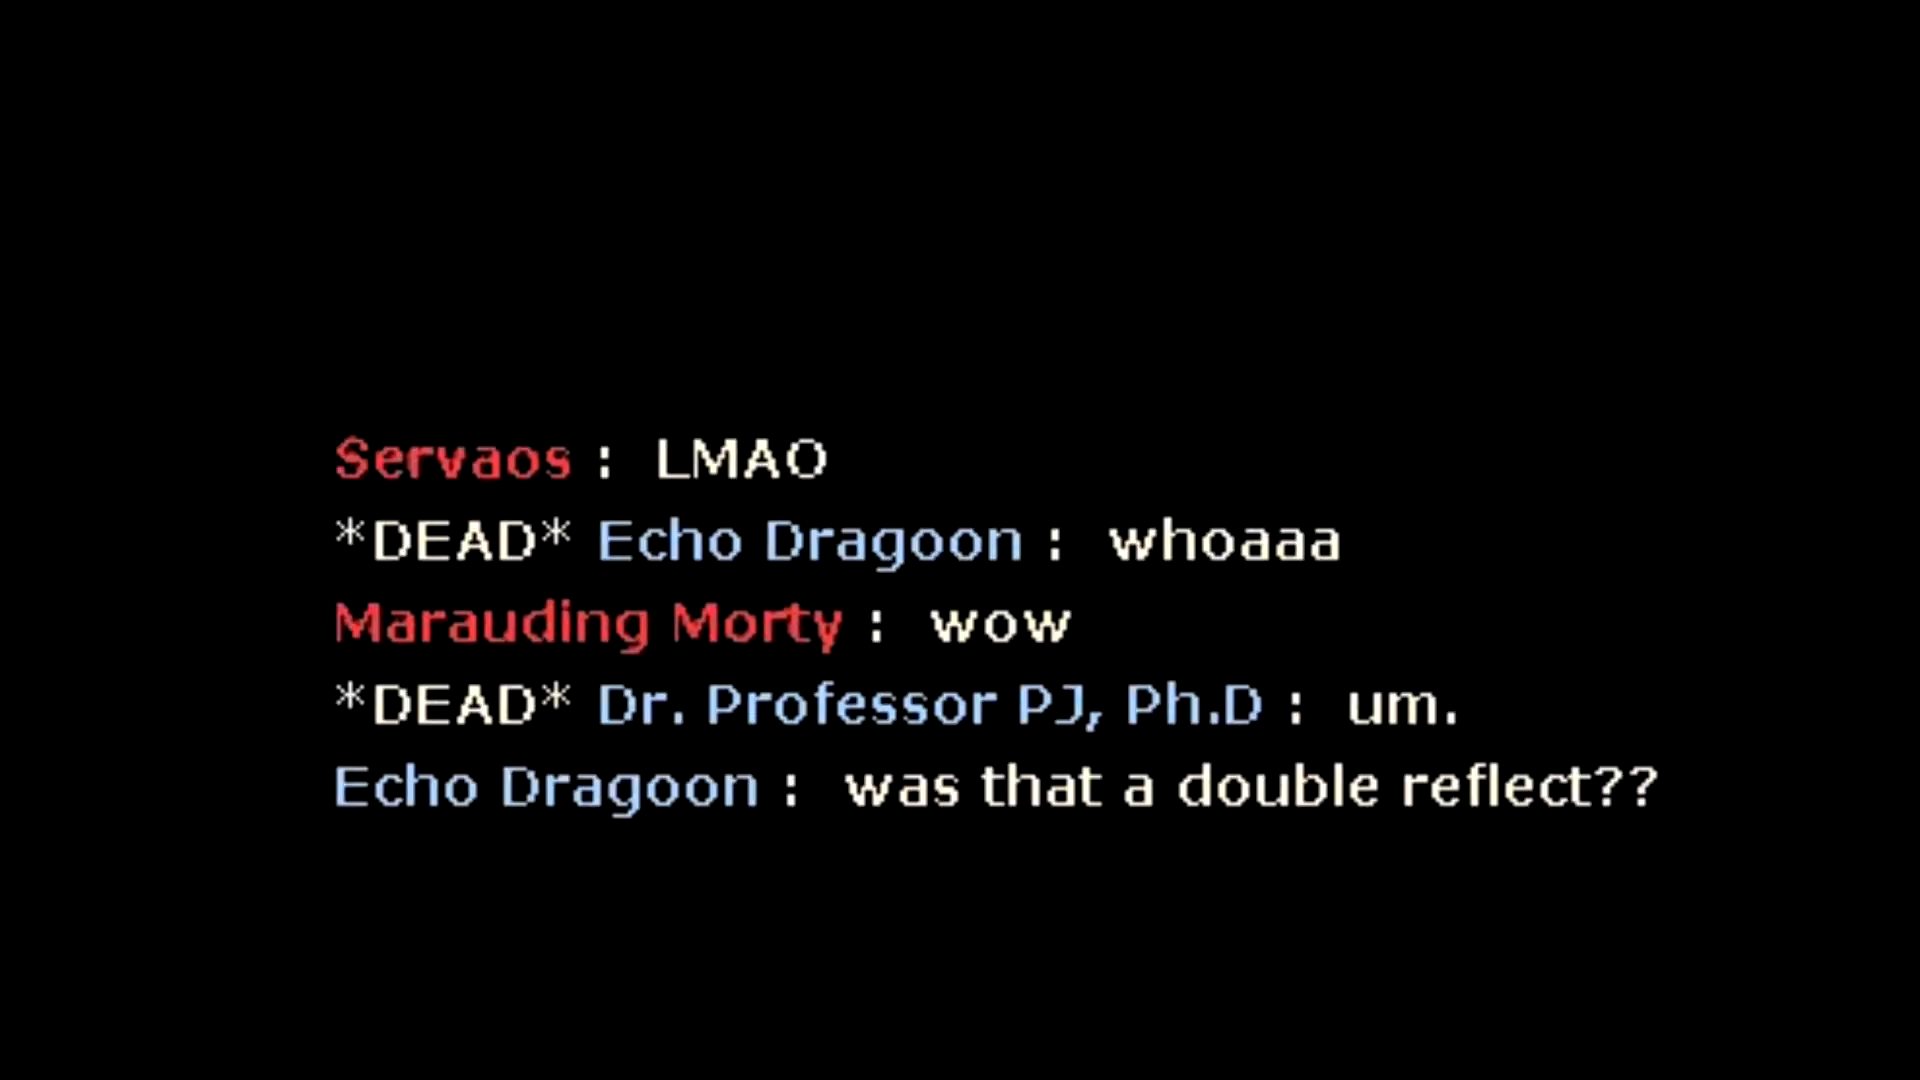 Servaos :  LMAO
*DEAD* Echo Dragoon :  whoaaa
Marauding Morty :  wow
*DEAD* Dr. Professor PJ, Ph.D :  um.
Echo Dragoon :  was that a double reflect??